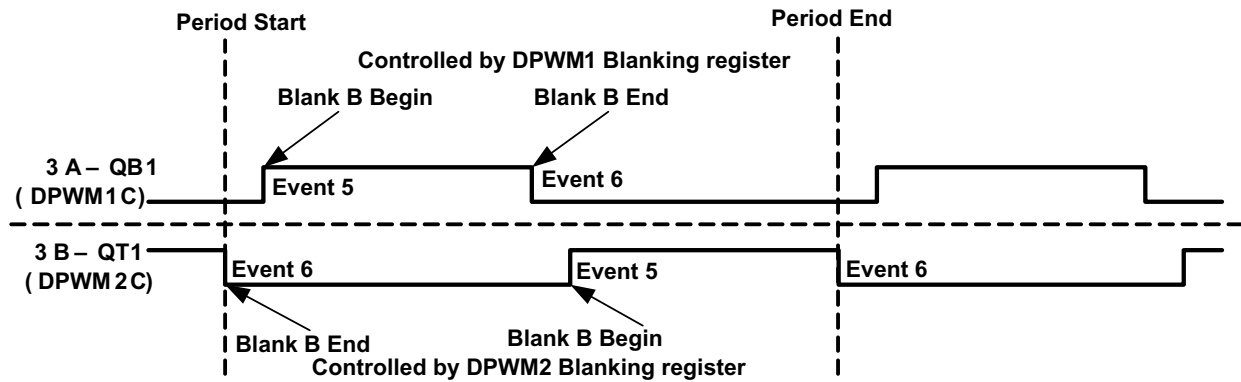 Period Start
Period End
Controlled by DPWM1 Blanking register
Blank B Begin
Blank B End
3 A – QB1
( DPWM1C)
Event 5
Event 6
3 B – QT1
( DPWM 2C)
Event 6
Event 5
Event 6
Blank B End
Blank B Begin
Controlled by DPWM2 Blanking register